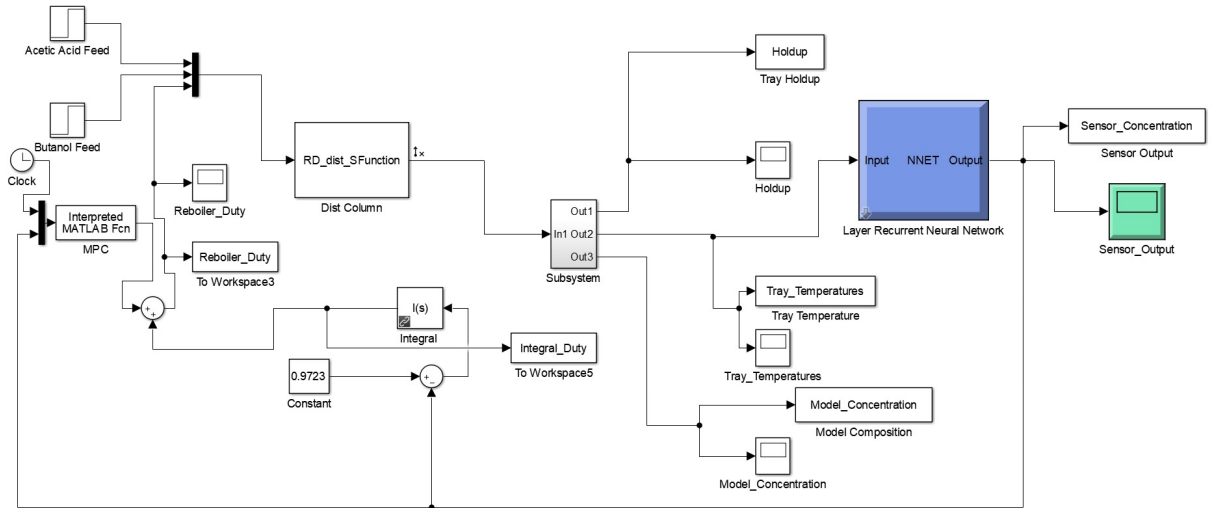 Acetic Acid Feed
Butanol Feed
Clock
Interpreted
MATLAB Fcn
MPC
Reboiler_Duty
Reboiler_Duty
To Workspace3
+
+
RD_dist_SFunction
Dist Column
I(s)
Integral
Integral_Duty
To Workspace5
0.9723
Constant
+
−
In1
Out1
Out2
Out3
Subsystem
Holdup
Tray Holdup
Holdup
Input
NNET
Output
Layer Recurrent Neural Network
Tray_Temperatures
Tray Temperature
Tray_Temperatures
Model_Concentration
Model Composition
Model_Concentration
Sensor_Concentration
Sensor Output
Sensor_Output